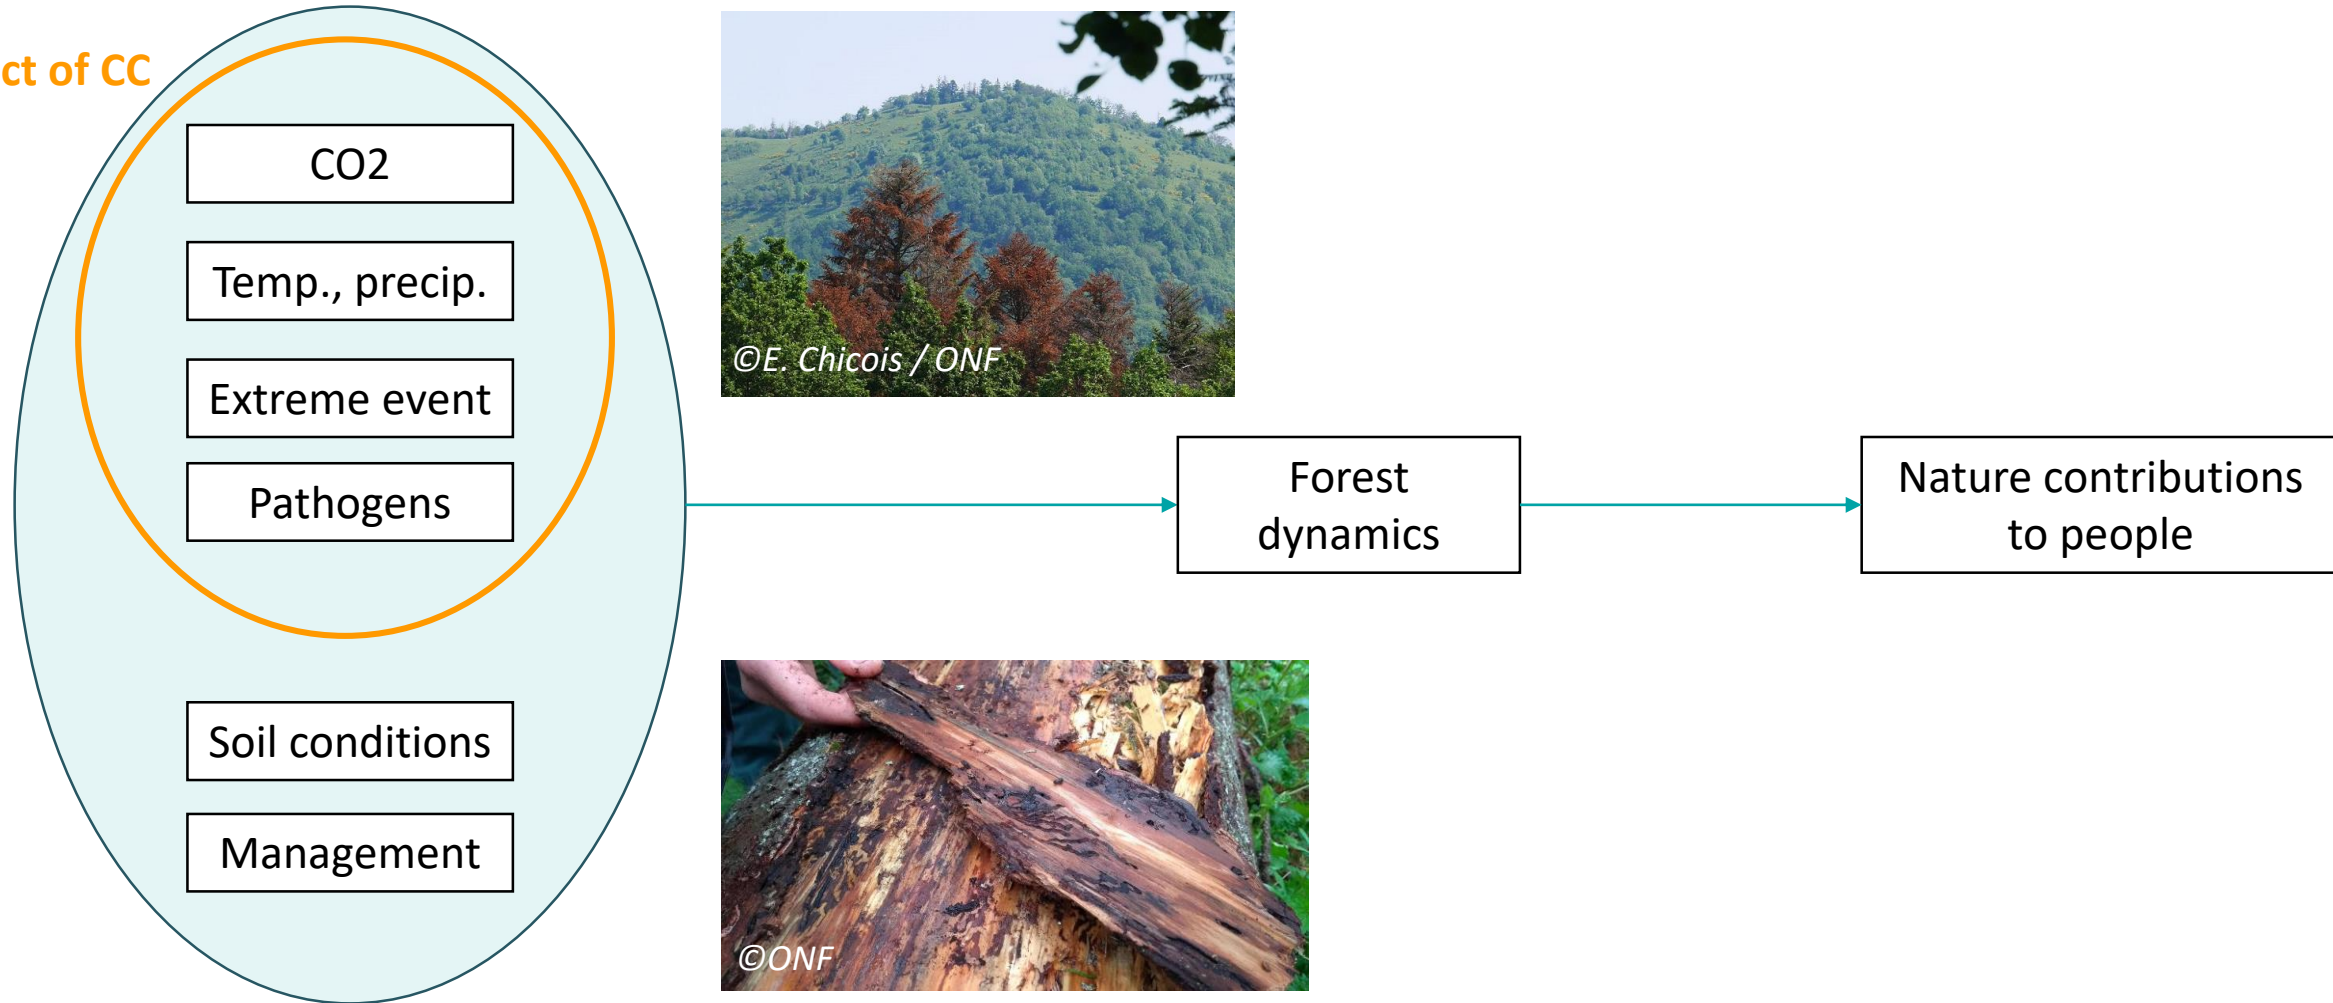 ct of CC
CO2
Temp., precip.
Extreme event
Pathogens
Soil conditions
Management
©E. Chicois / ONF
©ONF
Forest
dynamics
Nature contributions
to people